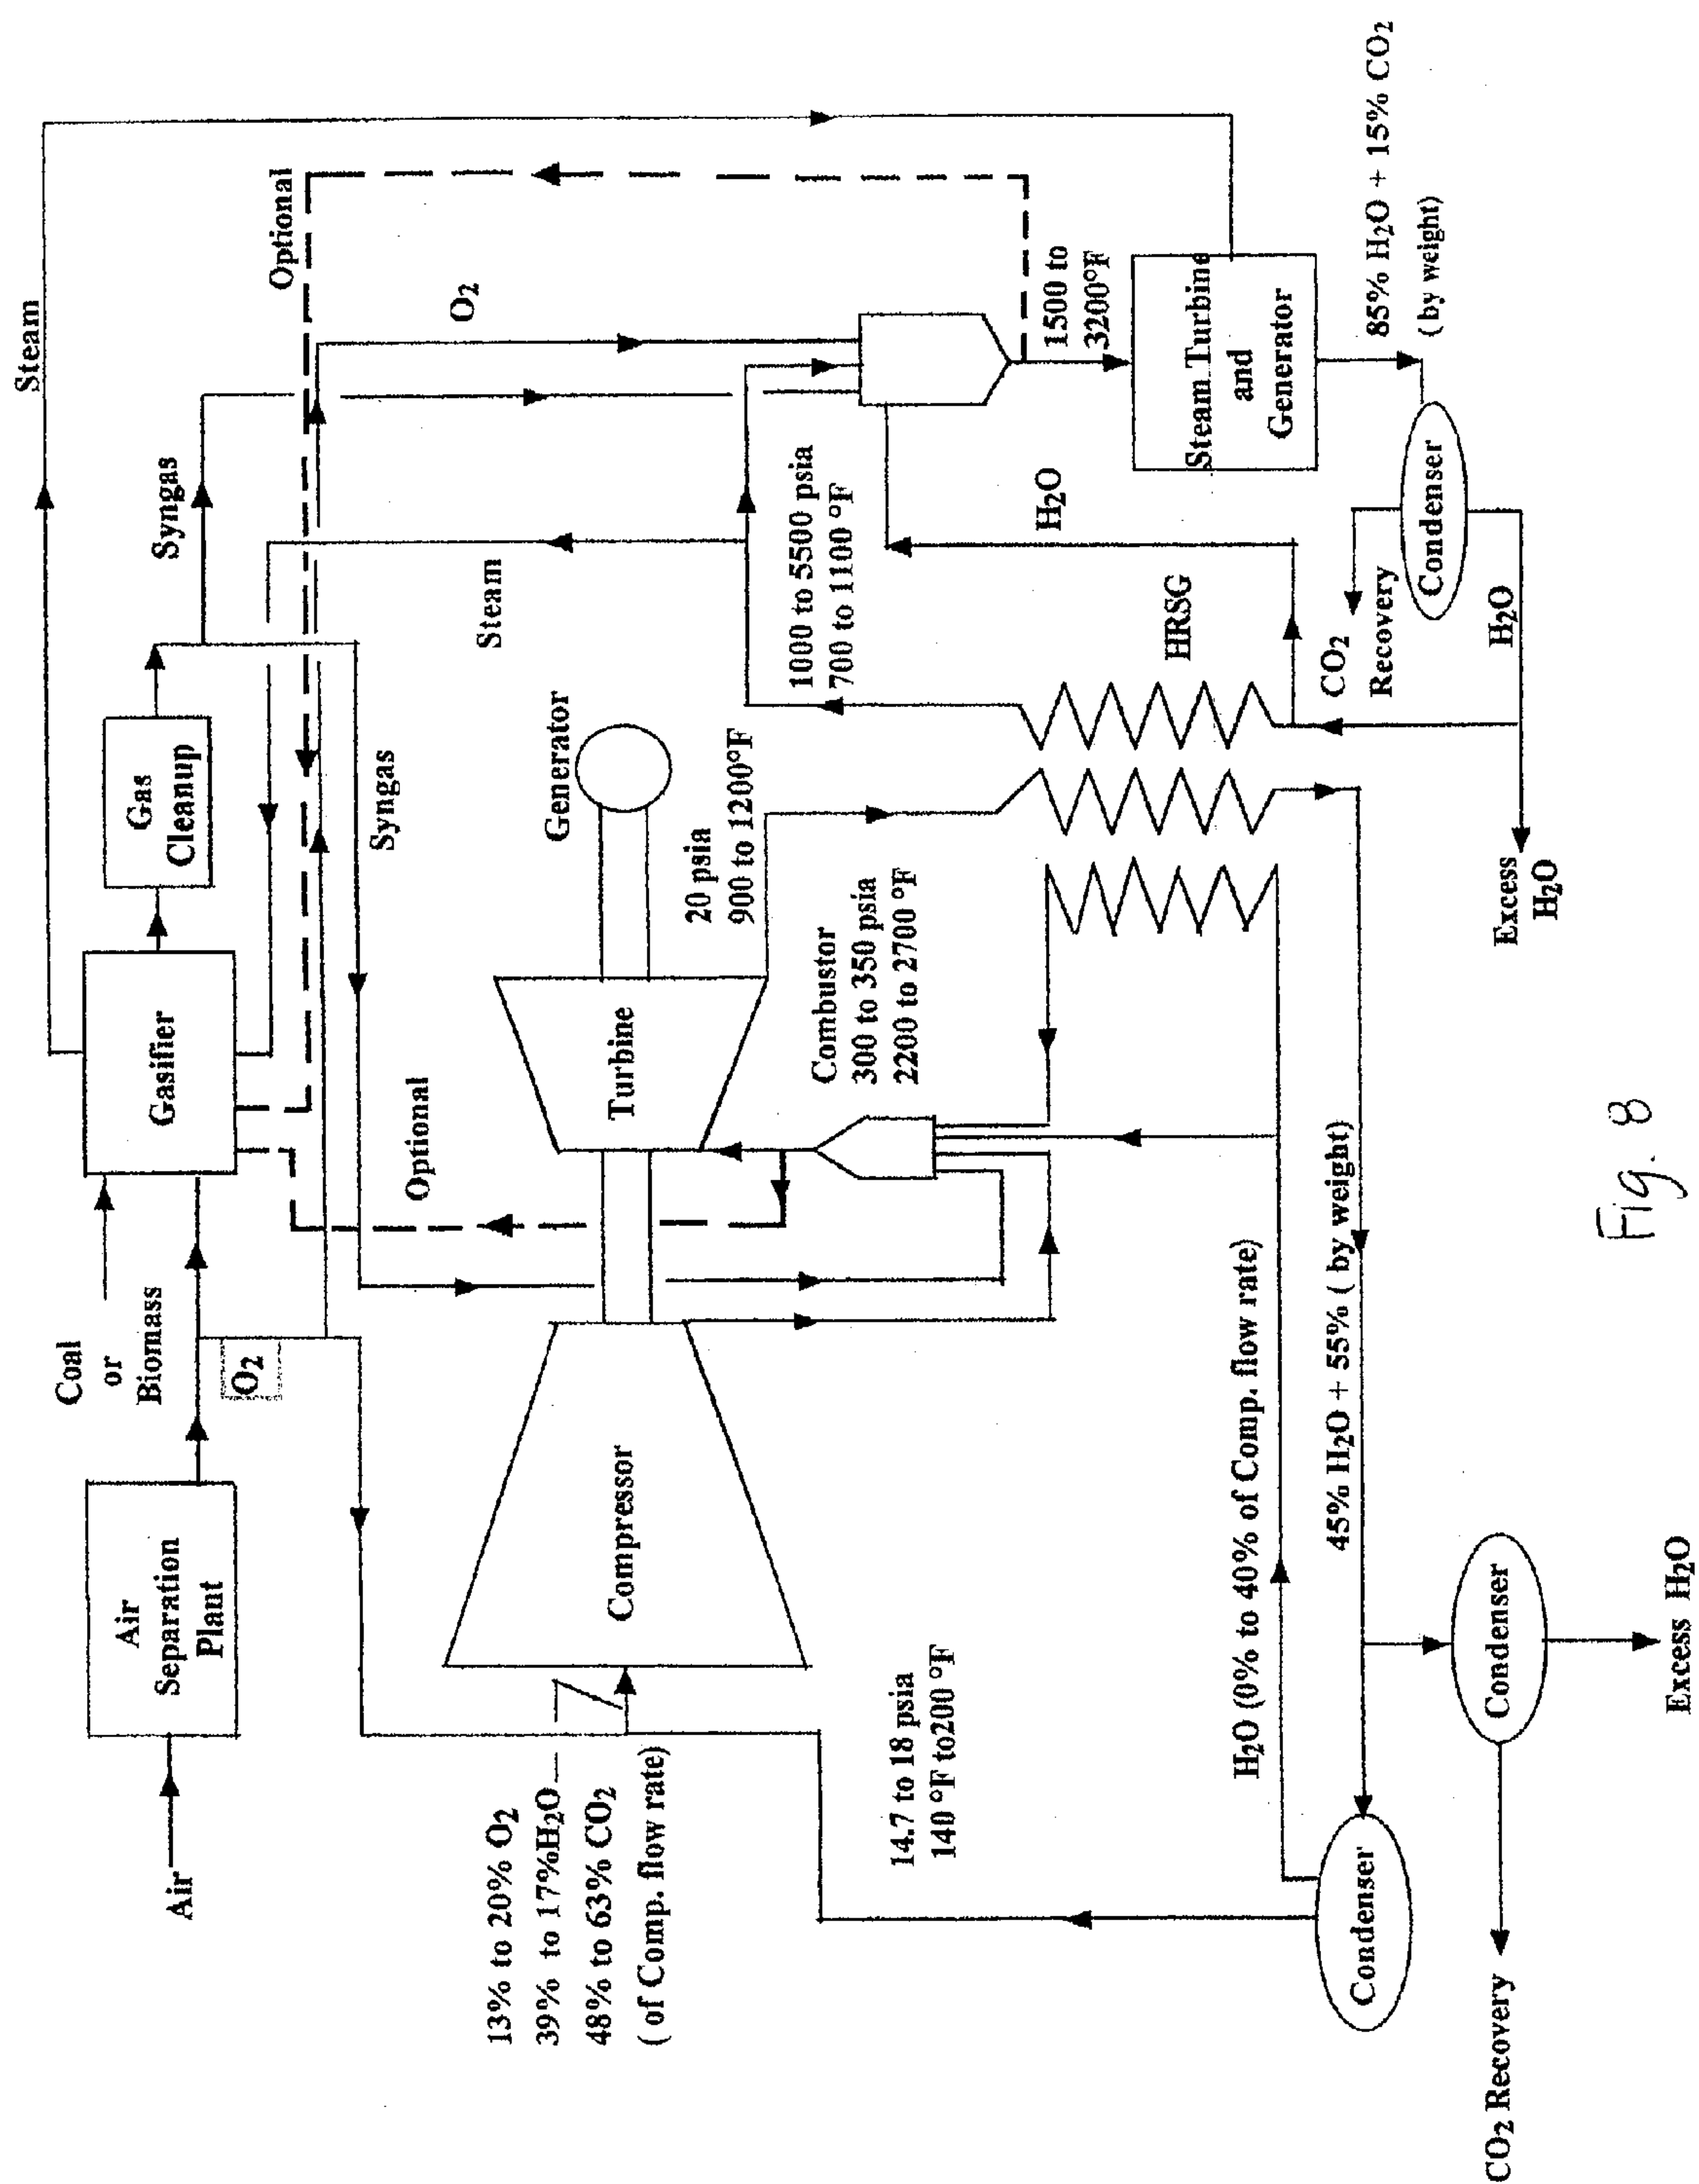 Steam
Optional
Syngas
O₂
Coal
or
Biomass
Air
Air
Separation
Plant
Gasifier
Gas
Cleanup
O₂
Syngas
Optional
Steam
13% to 20% O₂
39% to 17%H₂O
48% to 63% CO₂
( of Comp. flow rate)
Compressor
Turbine
Generator
20 psia
900 to 1200°F
Combustor
300 to 350 psia
2200 to 2700 °F
1000 to 5500 psia
700 to 1100 °F
1500 to
3200°F
14.7 to 18 psia
140 °F to200 °F
H₂O
HRSG
Steam Turbine
and
Generator
H₂O (0% to 40% of Comp. flow rate)
45% H₂O + 55% ( by weight)
85% H₂O + 15% CO₂
( by weight)
CO₂
Recovery
Condenser
H₂O
Excess
H₂O
Condenser
Condenser
CO₂ Recovery
Excess H₂O
Fig. 8